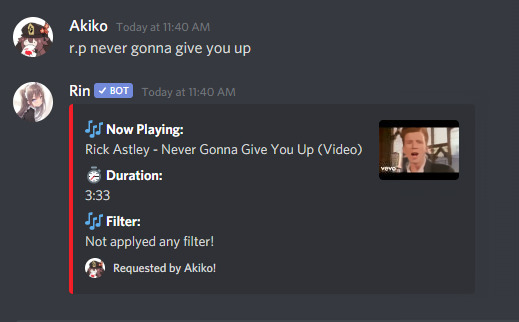 Akiko Today at 11:40 AM
r.p never gonna give you up
Rin BOT Today at 11:40 AM
Now Playing:
Rick Astley - Never Gonna Give You Up (Video)
vevo
Duration:
3:33
Filter:
Not applyed any filter!
Requested by Akiko!